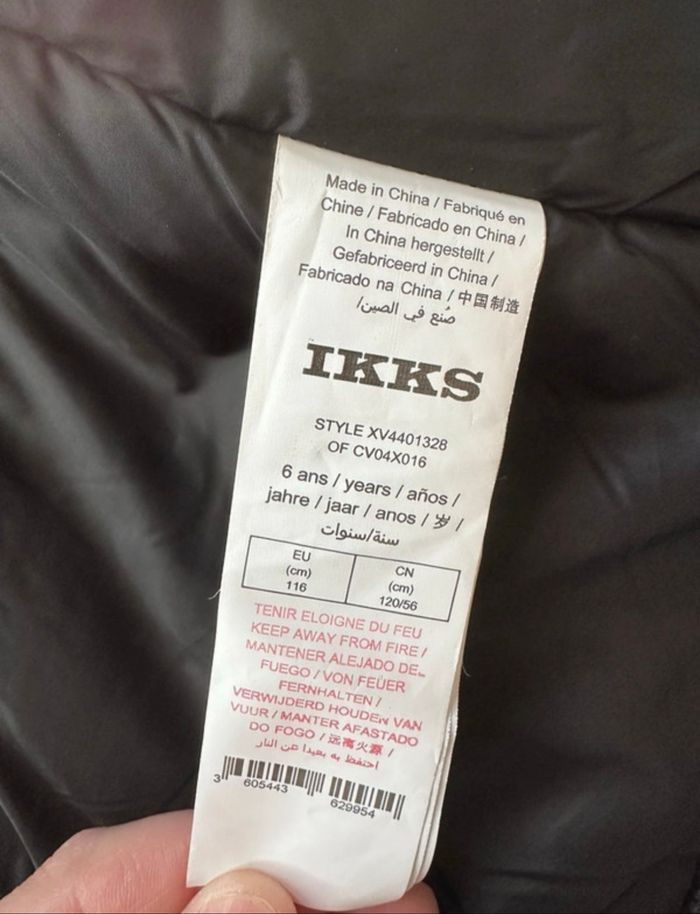 Made in China / Fabriqué en
Chine / Fabricado en China /
In China hergestellt /
Gefabriceerd in China /
Fabricado na China / 中国制造
صُنع في الصين/
IKKS
STYLE XV4401328
OF CV04X016
6 ans / years / años /
jahre / jaar / anos / 岁 /
سنة/سنوات
EU
(cm)
116
CN
(cm)
120/56
TENIR ELOIGNE DU FEU
KEEP AWAY FROM FIRE /
MANTENER ALEJADO DEL
FUEGO / VON FEUER
FERNHALTEN /
VERWIJDERD HOUDEN VAN
VUUR / MANTER AFASTADO
DO FOGO / 远离火源 /
احتفظ به بعيدا عن النار
3 605443 629954